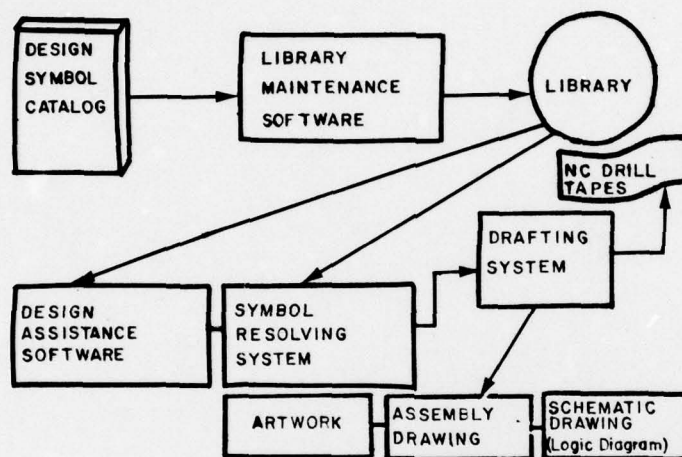 DESIGN
SYMBOL
CATALOG
LIBRARY
MAINTENANCE
SOFTWARE
LIBRARY
NC DRILL
TAPES
DRAFTING
SYSTEM
DESIGN
ASSISTANCE
SOFTWARE
SYMBOL
RESOLVING
SYSTEM
ARTWORK
ASSEMBLY
DRAWING
SCHEMATIC
DRAWING
(Logic Diagram)